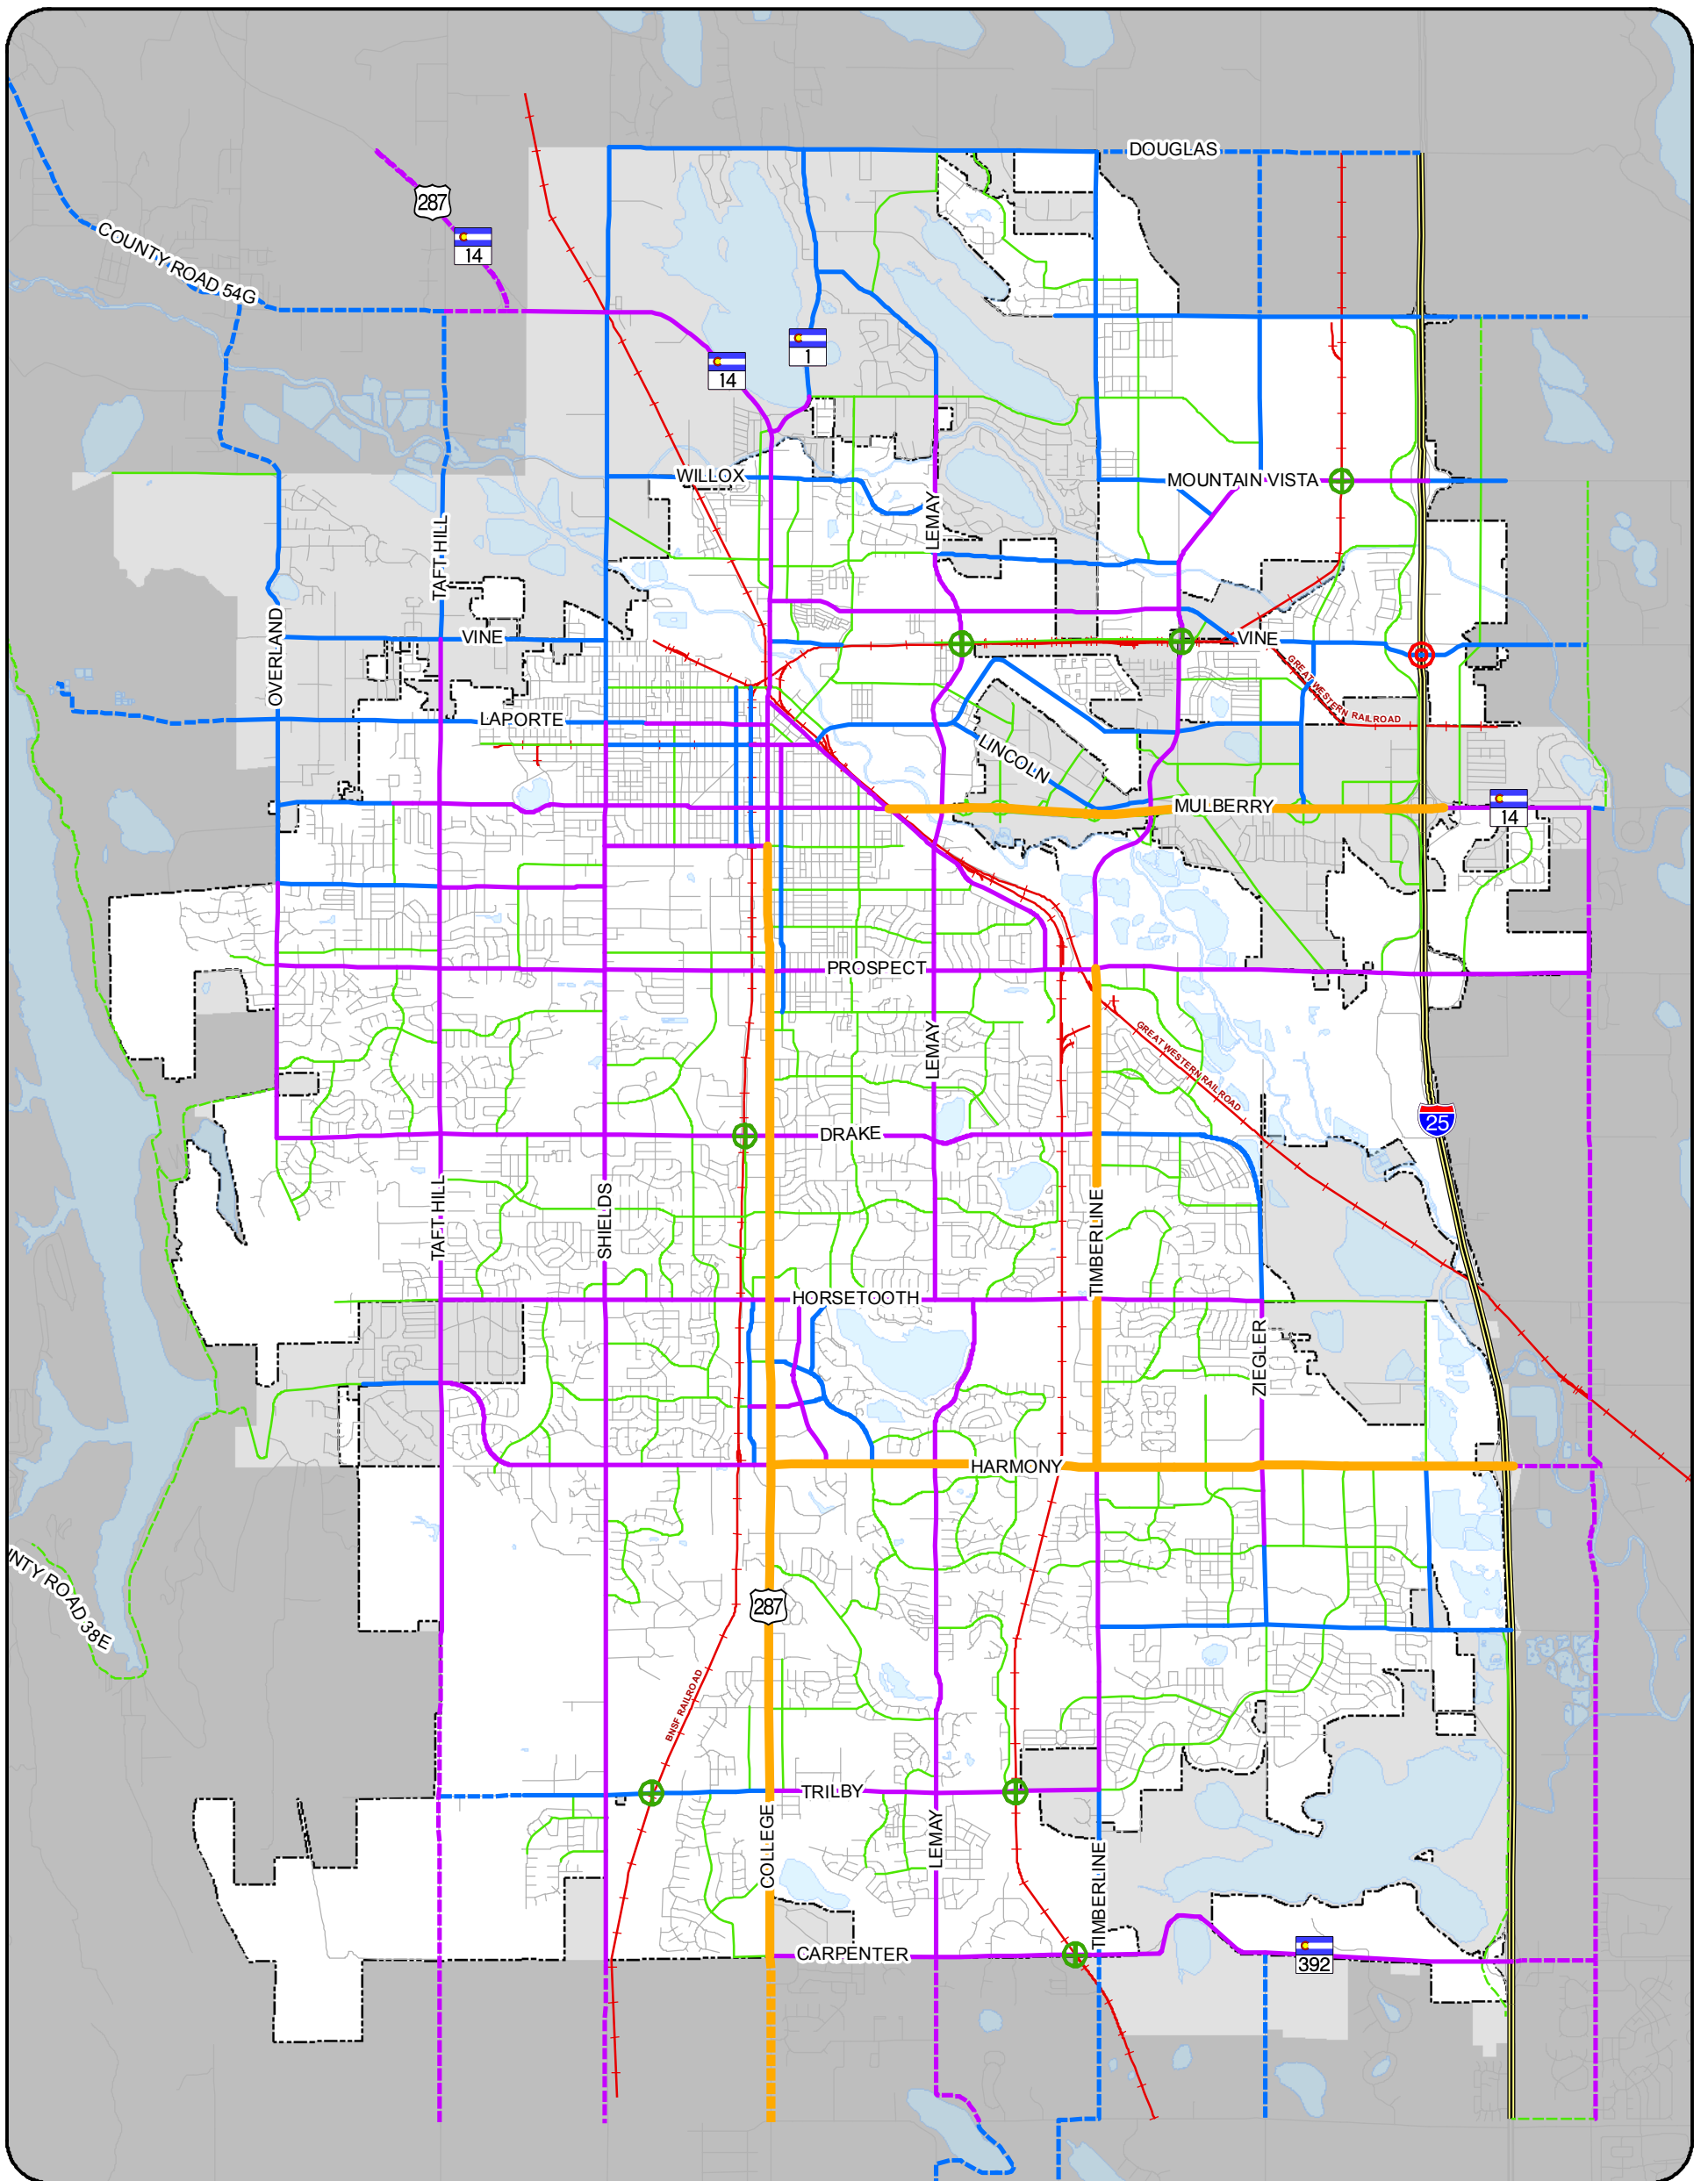 DOUGLAS
287
14
COUNTY ROAD 54G
1
14
WILLOX
MOUNTAIN VISTA
LEMAY
TAFT HILL
OVERLAND
VINE
VINE
GREAT WESTERN RAILROAD
LAPORTE
LINCOLN
MULBERRY
14
PROSPECT
LEMAY
GREAT WESTERN RAILROAD
25
DRAKE
TAFT HILL
SHIELDS
TIMBERLINE
HORSETOOTH
ZIEGLER
HARMONY
NTY ROAD 38E
287
BNSF RAILROAD
TRILBY
COLLEGE
LEMAY
TIMBERLINE
CARPENTER
392